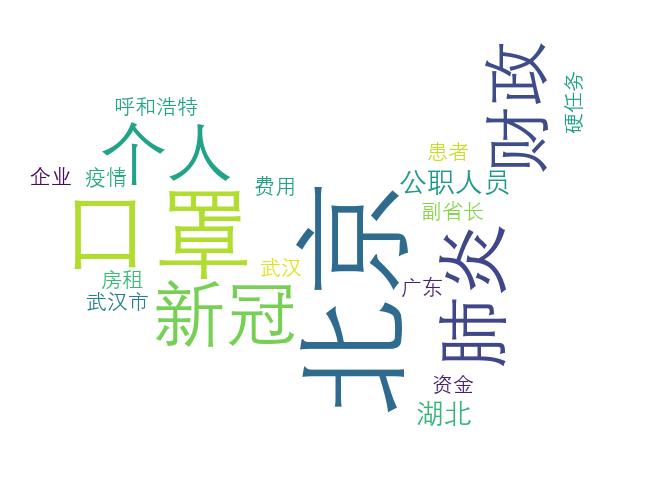 呼和浩特
个人
企业
疫情
费用
口罩
武汉
房租
武汉市
新冠
北京
财政
硬任务
患者
公职人员
副省长
肺炎
广东
资金
湖北